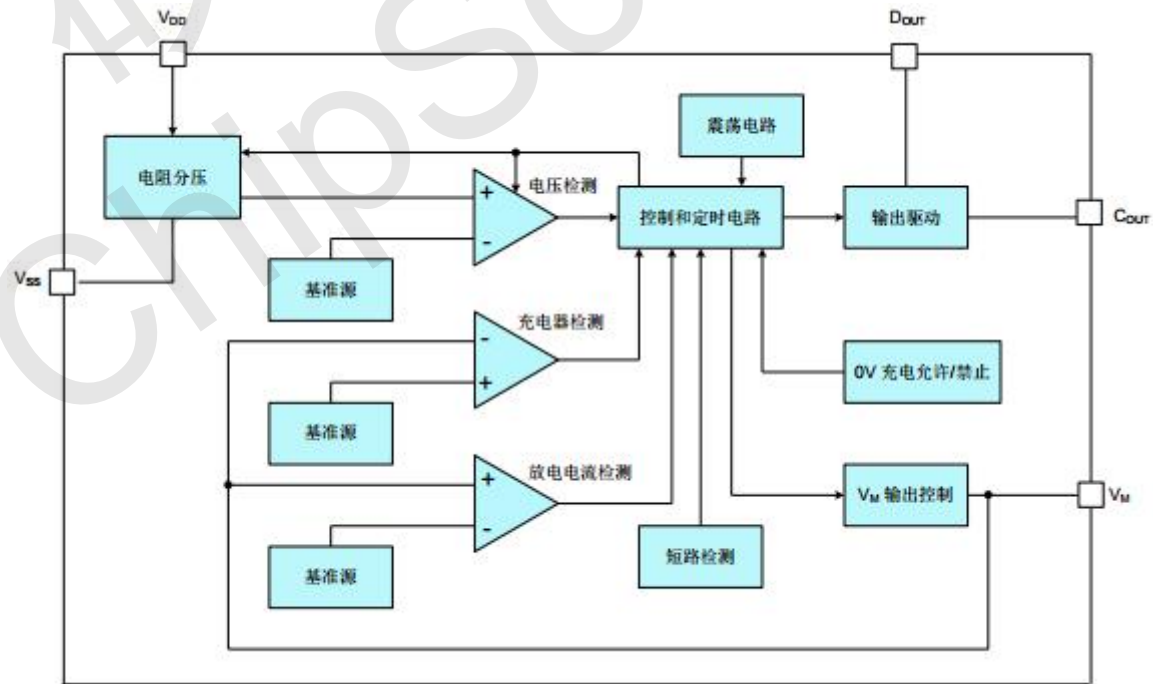 VDD
DOUT
震荡电路
电阻分压
电压检测
+
-
控制和定时电路
输出驱动
COUT
VSS
基准源
充电器检测
-
+
0V 充电允许/禁止
基准源
放电电流检测
+
-
VM 输出控制
VM
基准源
短路检测